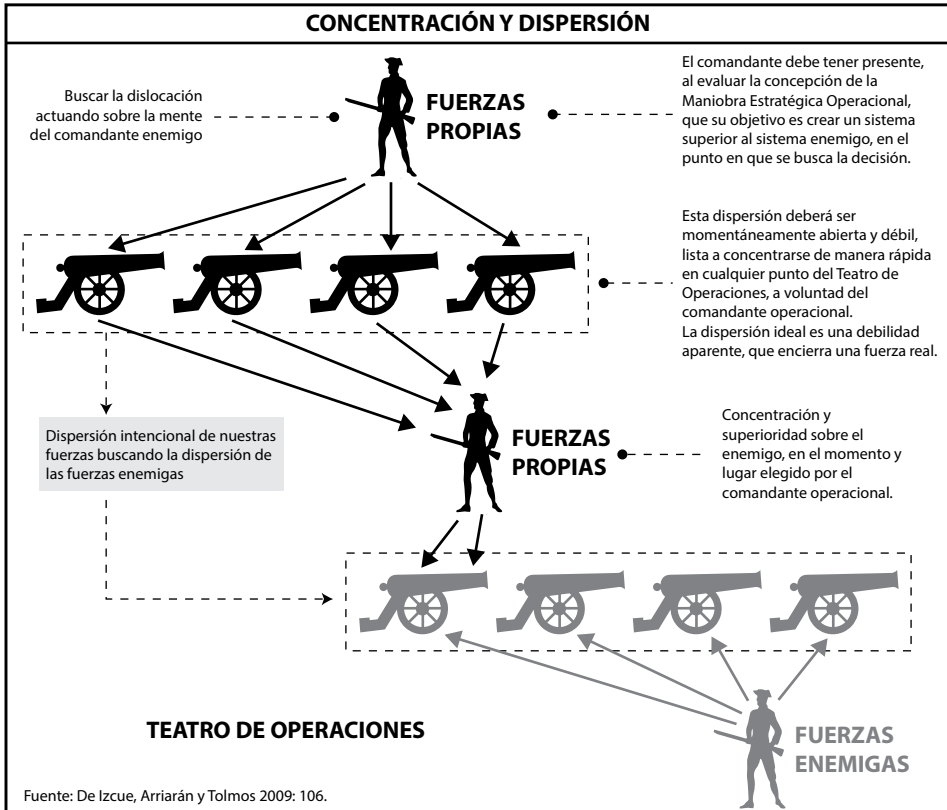 CONCENTRACIÓN Y DISPERSIÓN
Buscar la dislocación
actuando sobre la mente
del comandante enemigo
FUERZAS
PROPIAS
El comandante debe tener presente,
al evaluar la concepción de la
Maniobra Estratégica Operacional,
que su objetivo es crear un sistema
superior al sistema enemigo, en el
punto en que se busca la decisión.
Esta dispersión deberá ser
momentáneamente abierta y débil,
lista a concentrarse de manera rápida
en cualquier punto del Teatro de
Operaciones, a voluntad del
comandante operacional.
La dispersión ideal es una debilidad
aparente, que encierra una fuerza real.
Dispersión intencional de nuestras
fuerzas buscando la dispersión de
las fuerzas enemigas
FUERZAS
PROPIAS
Concentración y
superioridad sobre el
enemigo, en el momento y
lugar elegido por el
comandante operacional.
TEATRO DE OPERACIONES
FUERZAS
ENEMIGAS
Fuente: De Izcue, Arriarán y Tolmos 2009: 106.